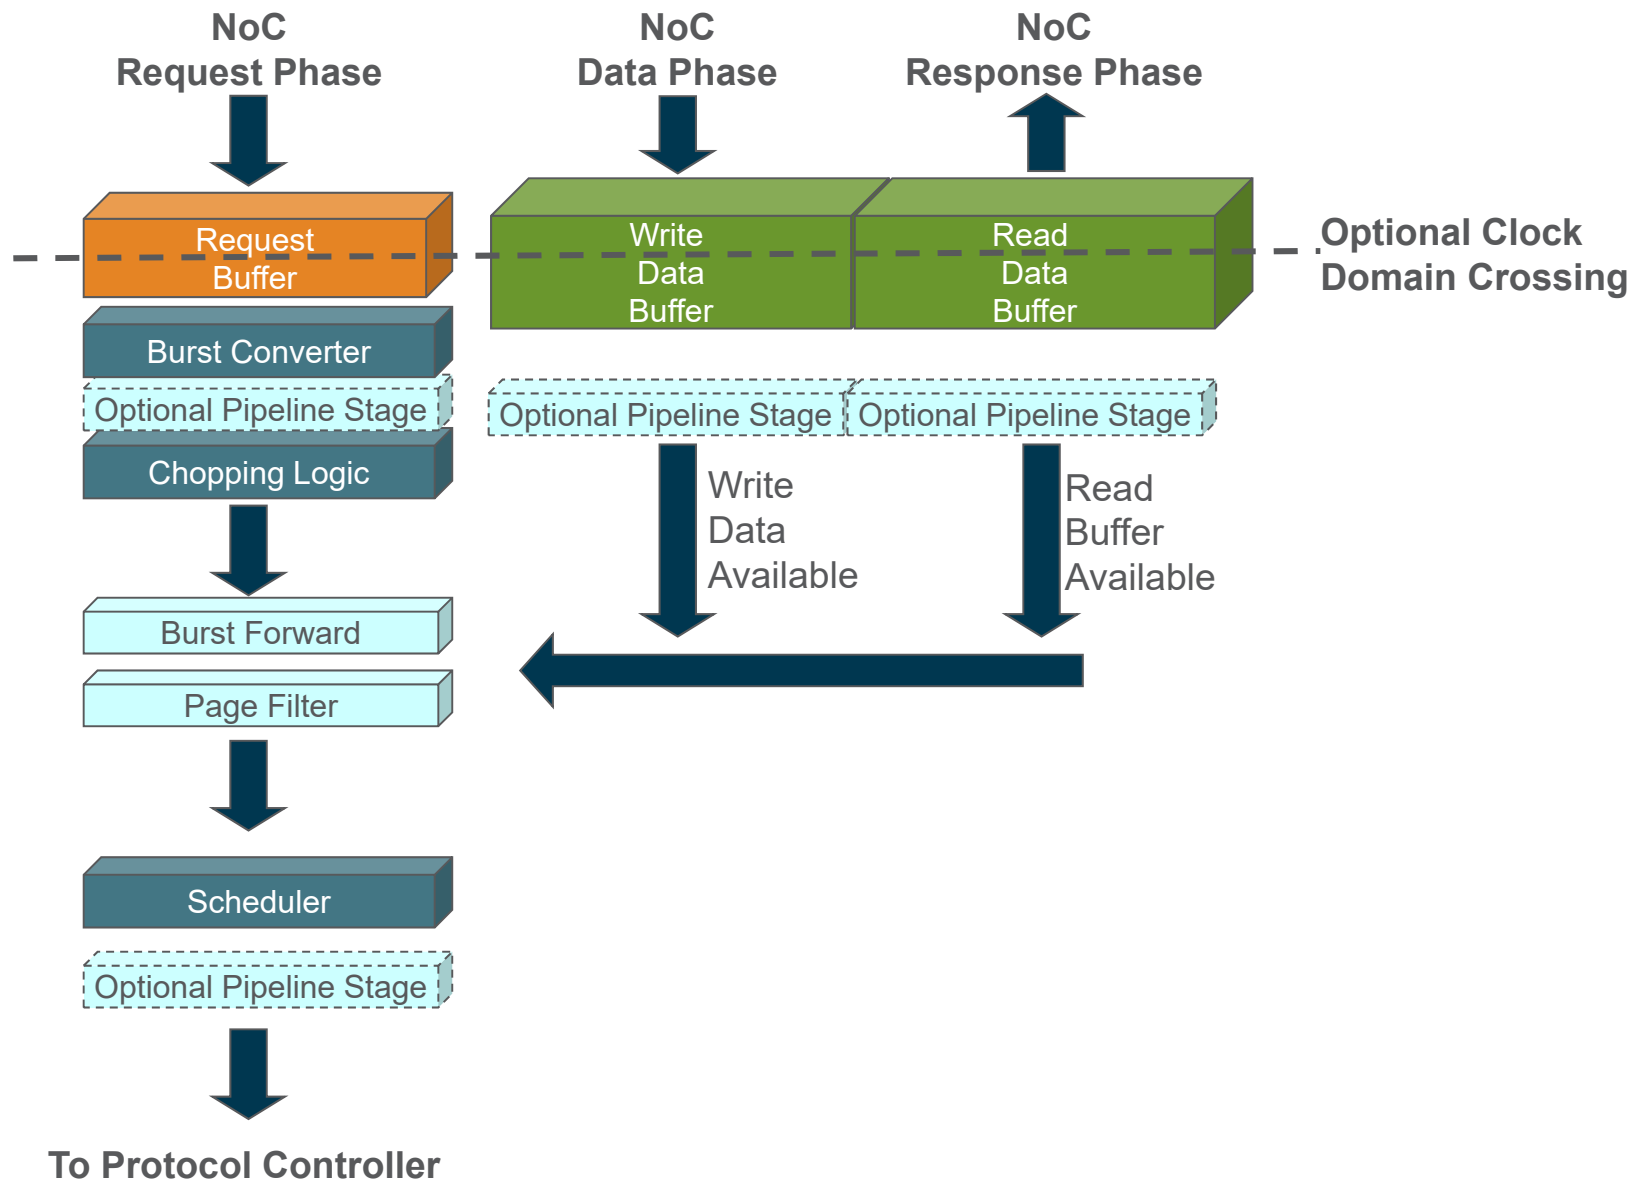 NoC
Request Phase
NoC
Data Phase
NoC
Response Phase
Request
Buffer
Write
Data
Buffer
Read
Data
Buffer
Optional Clock
Domain Crossing
Burst Converter
Optional Pipeline Stage
Chopping Logic
Optional Pipeline Stage
Optional Pipeline Stage
Write
Data
Available
Read
Buffer
Available
Burst Forward
Page Filter
Scheduler
Optional Pipeline Stage
To Protocol Controller